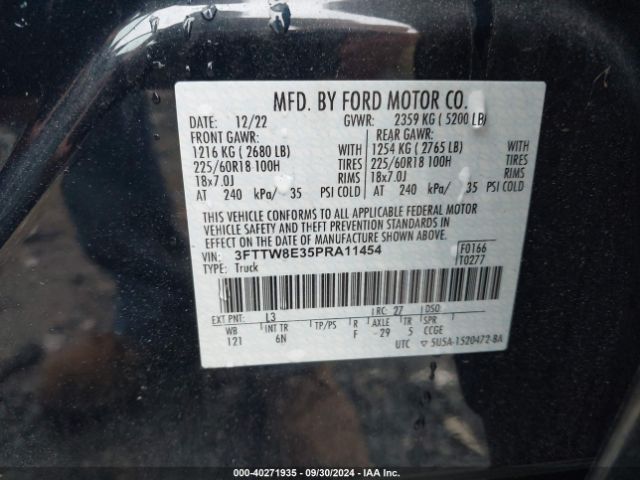 MFD. BY FORD MOTOR CO.
DATE: 12/22 GVWR: 2359 KG ( 5200 LB)
FRONT GAWR: REAR GAWR:
1216 KG ( 2680 LB) 1254 KG ( 2765 LB)
225/60R18 100H TIRES 225/60R18 100H TIRES
18x7.0J RIMS 18x7.0J RIMS
AT 240 kPa/ 35 PSI COLD AT 240 kPa/ 35 PSI COLD
THIS VEHICLE CONFORMS TO ALL APPLICABLE FEDERAL MOTOR
VEHICLE SAFETY AND THEFT PREVENTION STANDARDS
IN EFFECT ON THE DATE OF MANUFACTURE SHOWN ABOVE.
VIN: 3FTTW8E35PRA11454 F0166
TYPE: Truck T0277
EXT PNT: L3 RC: 27 DSO:
WB INT TR TP/PS R AXLE TR SPR
121 6N F -29 5 CCGE
UTC ▽ 5U5A-1520472-BA
000-40271935 - 09/30/2024 - IAA Inc.